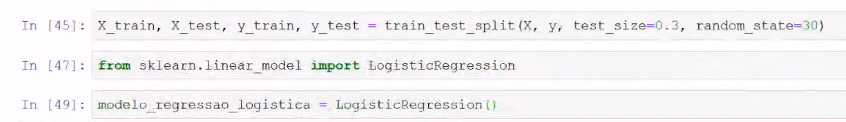 In [45]: X_train, X_test, y_train, y_test = train_test_split(X, y, test_size=0.3, random_state=30)
In [47]: from sklearn.linear_model import LogisticRegression
In [49]: modelo_regressao_logistica = LogisticRegression()